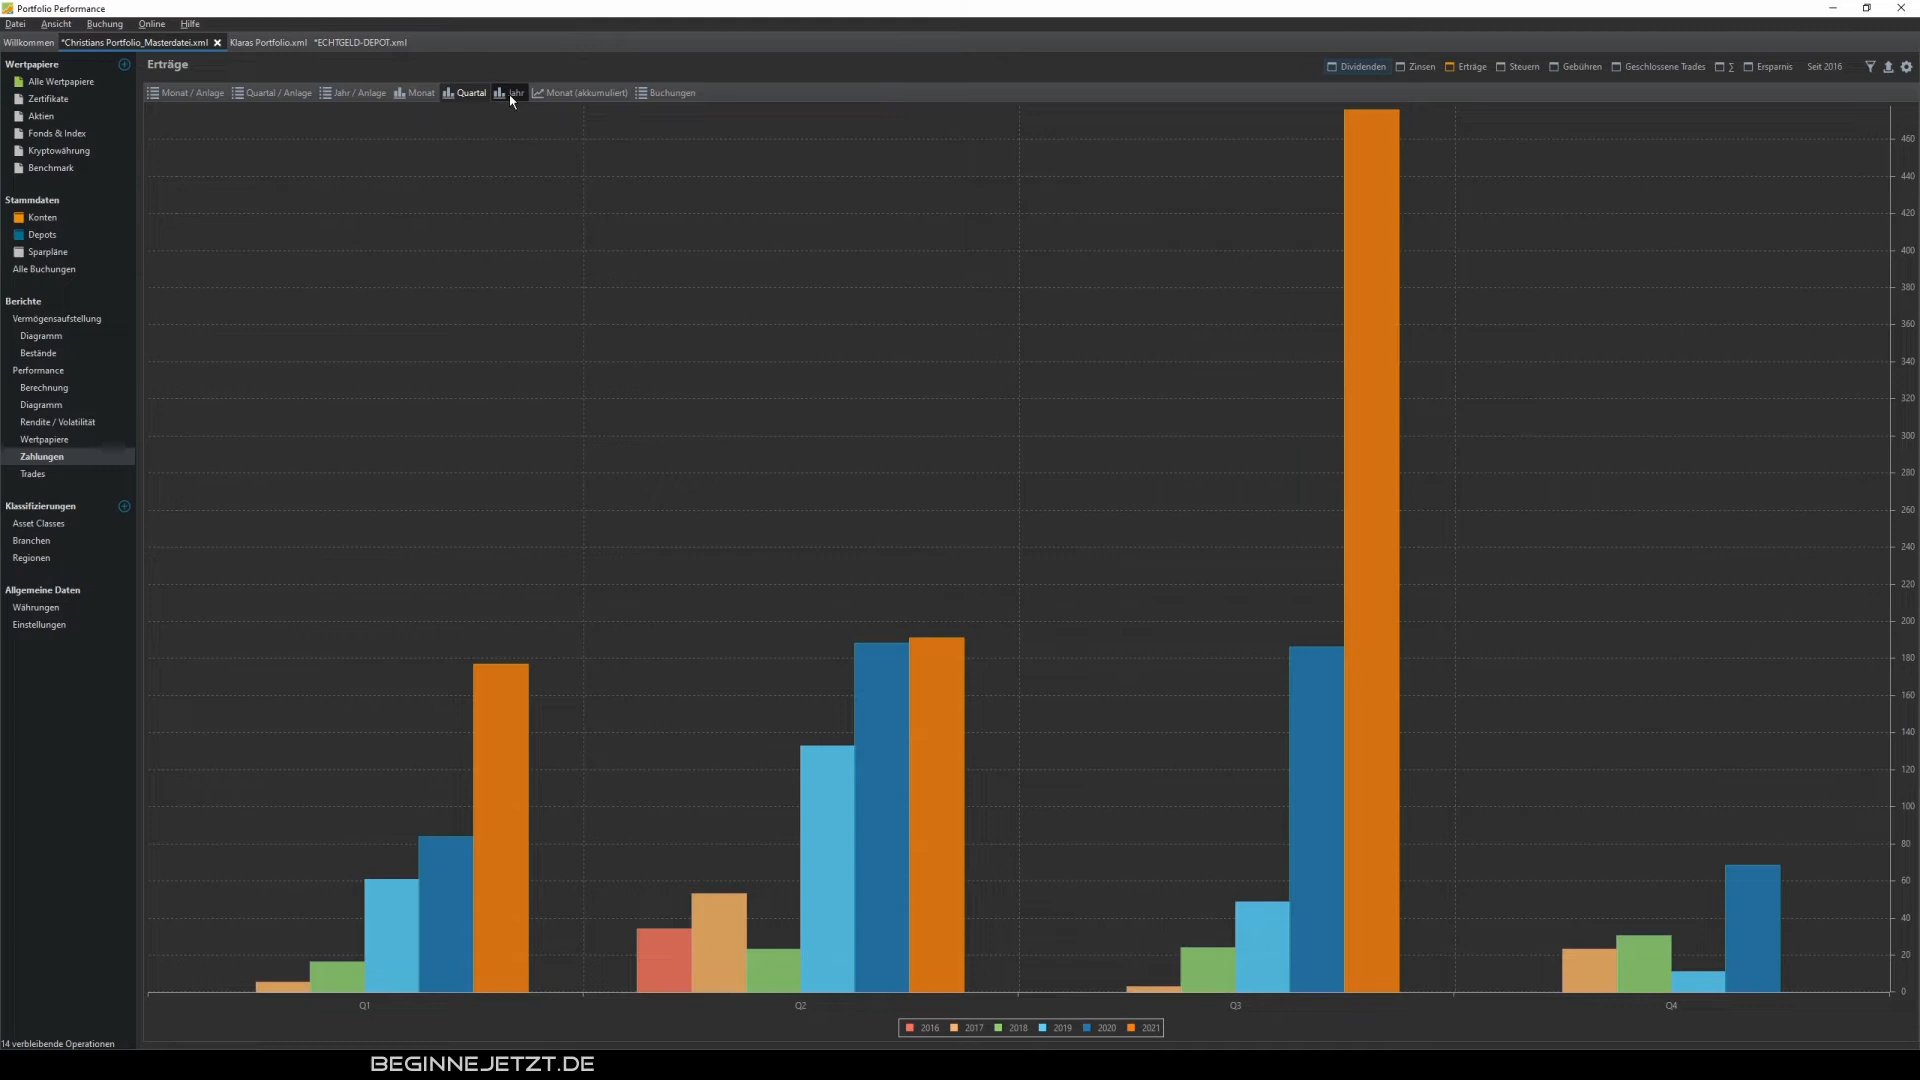 Portfolio Performance
Datei Ansicht Buchung Online Hilfe
Willkommen *Christians Portfolio_Masterdatei.xml Klaras Portfolio.xml *ECHTGELD-DEPOT.xml
Wertpapiere
Alle Wertpapiere
Zertifikate
Aktien
Fonds & Index
Kryptowährung
Benchmark
Stammdaten
Konten
Depots
Sparpläne
Alle Buchungen
Berichte
Vermögensaufstellung
Diagramm
Bestände
Performance
Berechnung
Diagramm
Rendite / Volatilität
Wertpapiere
Zahlungen
Trades
Klassifizierungen
Asset Classes
Branchen
Regionen
Allgemeine Daten
Währungen
Einstellungen
14 verbleibende Operationen
Erträge
Dividenden Zinsen Erträge Steuern Gebühren Geschlossene Trades ∑ Ersparnis Seit 2016
Monat / Anlage Quartal / Anlage Jahr / Anlage Monat Quartal Jahr Monat (akkumuliert) Buchungen
460
440
420
400
380
360
340
320
300
280
260
240
220
200
180
160
140
120
100
80
60
40
20
0
Q1 Q2 Q3 Q4
2016 2017 2018 2019 2020 2021
BEGINNEJETZT.DE